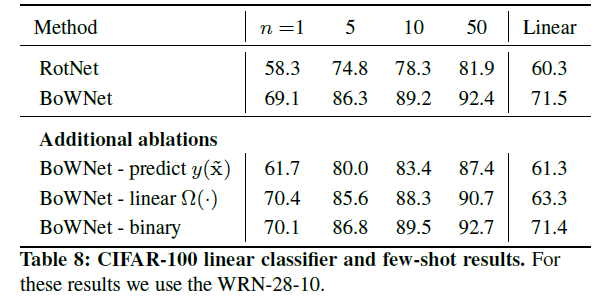 Method n =1 5 10 50 Linear
RotNet 58.3 74.8 78.3 81.9 60.3
BoWNet 69.1 86.3 89.2 92.4 71.5
Additional ablations
BoWNet - predict y(x̃) 61.7 80.0 83.4 87.4 61.3
BoWNet - linear Ω(·) 70.4 85.6 88.3 90.7 63.3
BoWNet - binary 70.1 86.8 89.5 92.7 71.4
Table 8: CIFAR-100 linear classifier and few-shot results. For
these results we use the WRN-28-10.